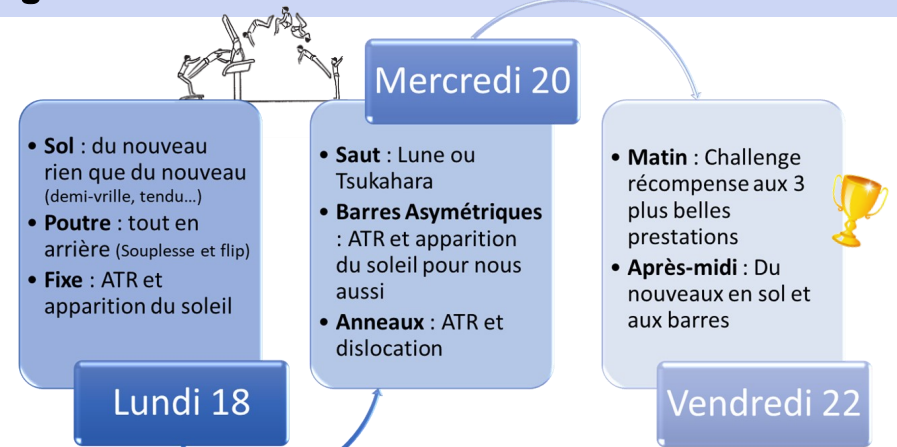 • Sol : du nouveau
rien que du nouveau
(demi-vrille, tendu...)
• Poutre : tout en
arrière (Souplesse et flip)
• Fixe : ATR et
apparition du soleil
Lundi 18
Mercredi 20
• Saut : Lune ou
Tsukahara
• Barres Asymétriques
: ATR et apparition
du soleil pour nous
aussi
• Anneaux : ATR et
dislocation
• Matin : Challenge
récompense aux 3
plus belles
prestations
• Après-midi : Du
nouveaux en sol et
aux barres
Vendredi 22